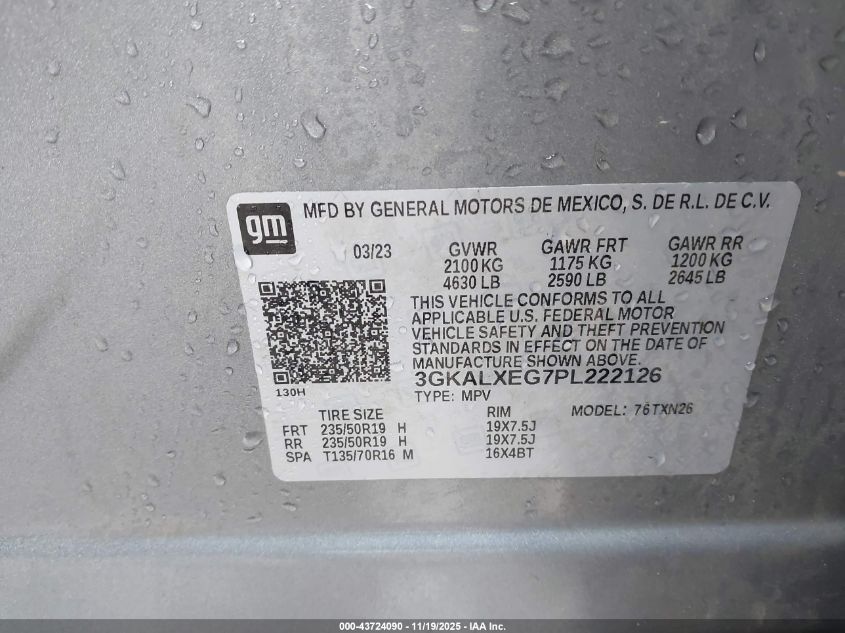 gm
MFD BY GENERAL MOTORS DE MEXICO, S. DE R.L. DE C.V.
03/23 GVWR GAWR FRT GAWR RR
2100 KG 1175 KG 1200 KG
4630 LB 2590 LB 2645 LB
THIS VEHICLE CONFORMS TO ALL
APPLICABLE U.S. FEDERAL MOTOR
VEHICLE SAFETY AND THEFT PREVENTION
STANDARDS IN EFFECT ON THE DATE OF
MANUFACTURE SHOWN ABOVE.
3GKALXEG7PL222126
130H
TYPE: MPV MODEL: 76TXN26
TIRE SIZE RIM
FRT 235/50R19 H 19X7.5J
RR 235/50R19 H 19X7.5J
SPA T135/70R16 M 16X4BT
000-43724090 - 11/19/2025 - IAA Inc.